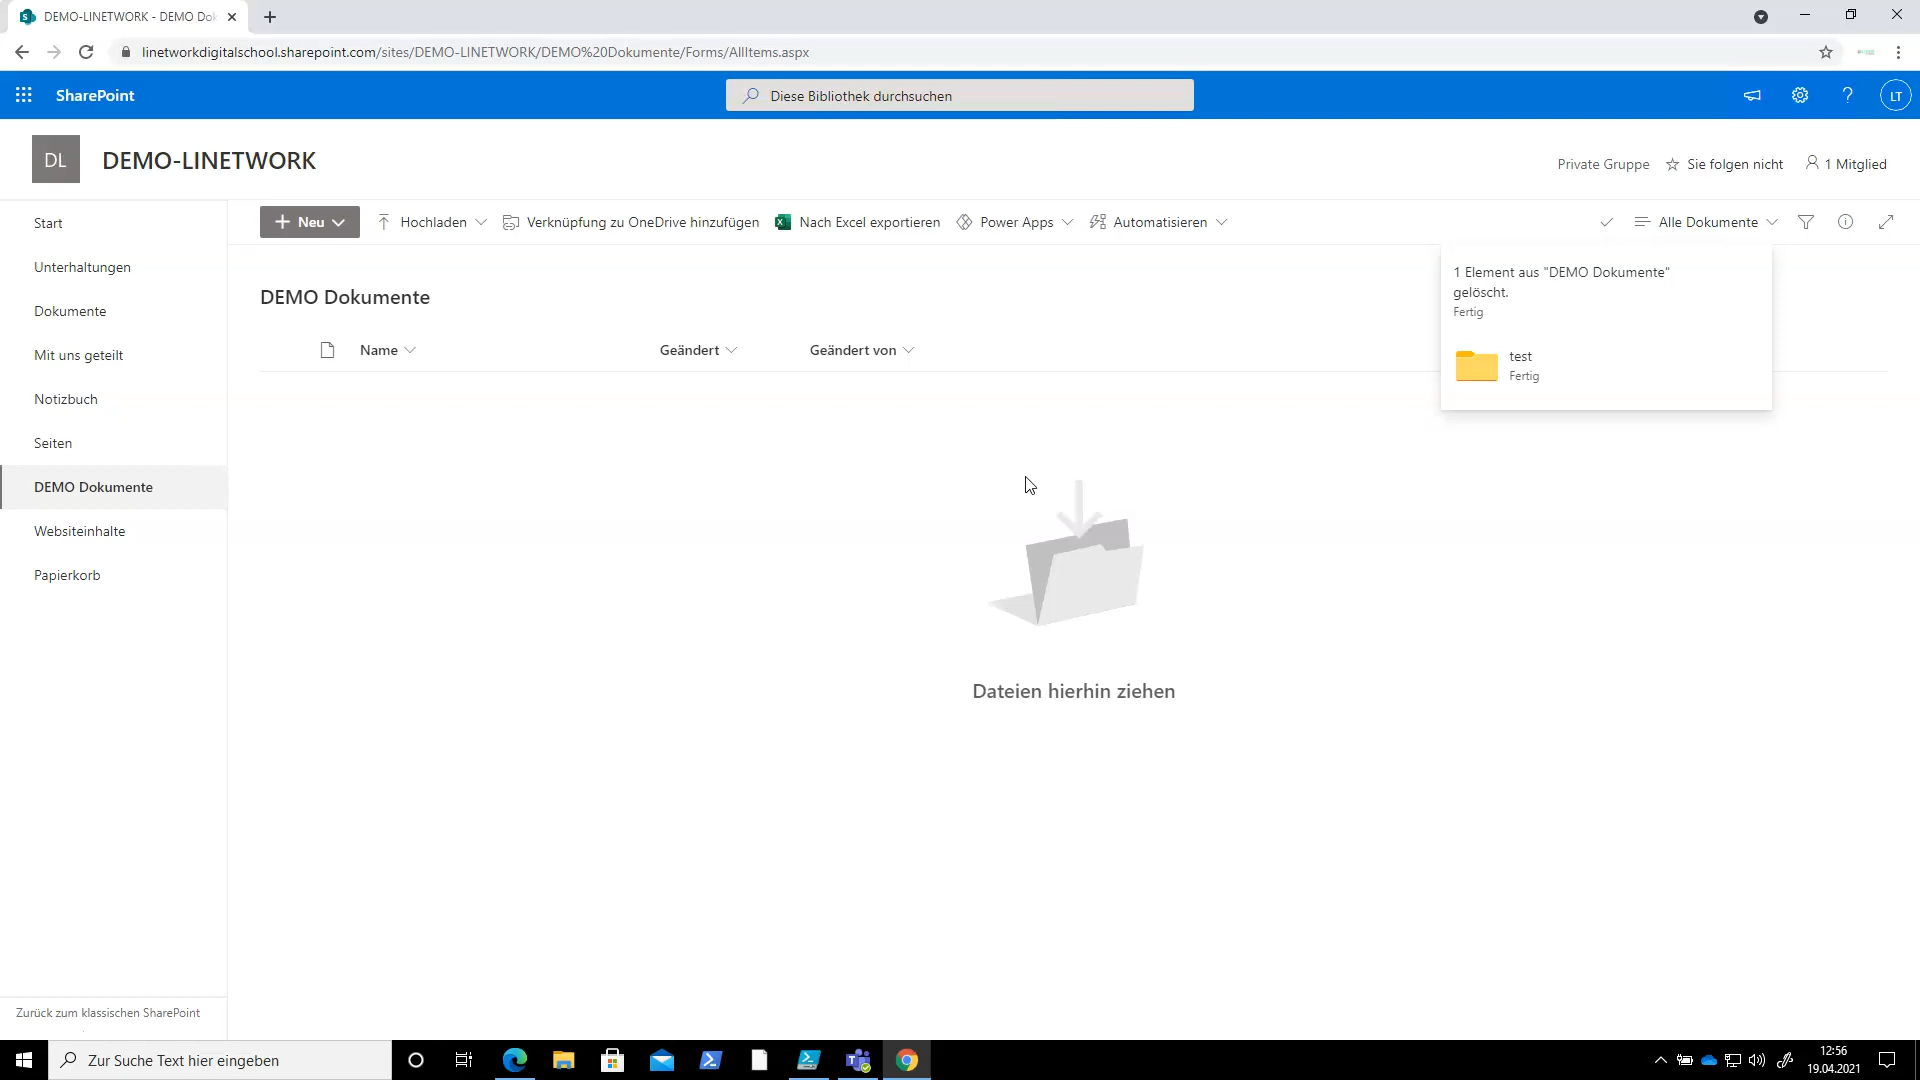 DEMO-LINETWORK - DEMO Dok
linetworkdigitalschool.sharepoint.com/sites/DEMO-LINETWORK/DEMO%20Dokumente/Forms/AllItems.aspx
SharePoint
Diese Bibliothek durchsuchen
LT
DL
DEMO-LINETWORK
Private Gruppe
Sie folgen nicht
1 Mitglied
Start
Unterhaltungen
Dokumente
Mit uns geteilt
Notizbuch
Seiten
DEMO Dokumente
Websiteinhalte
Papierkorb
Zurück zum klassischen SharePoint
Neu
Hochladen
Verknüpfung zu OneDrive hinzufügen
Nach Excel exportieren
Power Apps
Automatisieren
Alle Dokumente
DEMO Dokumente
Name
Geändert
Geändert von
1 Element aus "DEMO Dokumente"
gelöscht.
Fertig
test
Fertig
Dateien hierhin ziehen
Zur Suche Text hier eingeben
12:56
19.04.2021